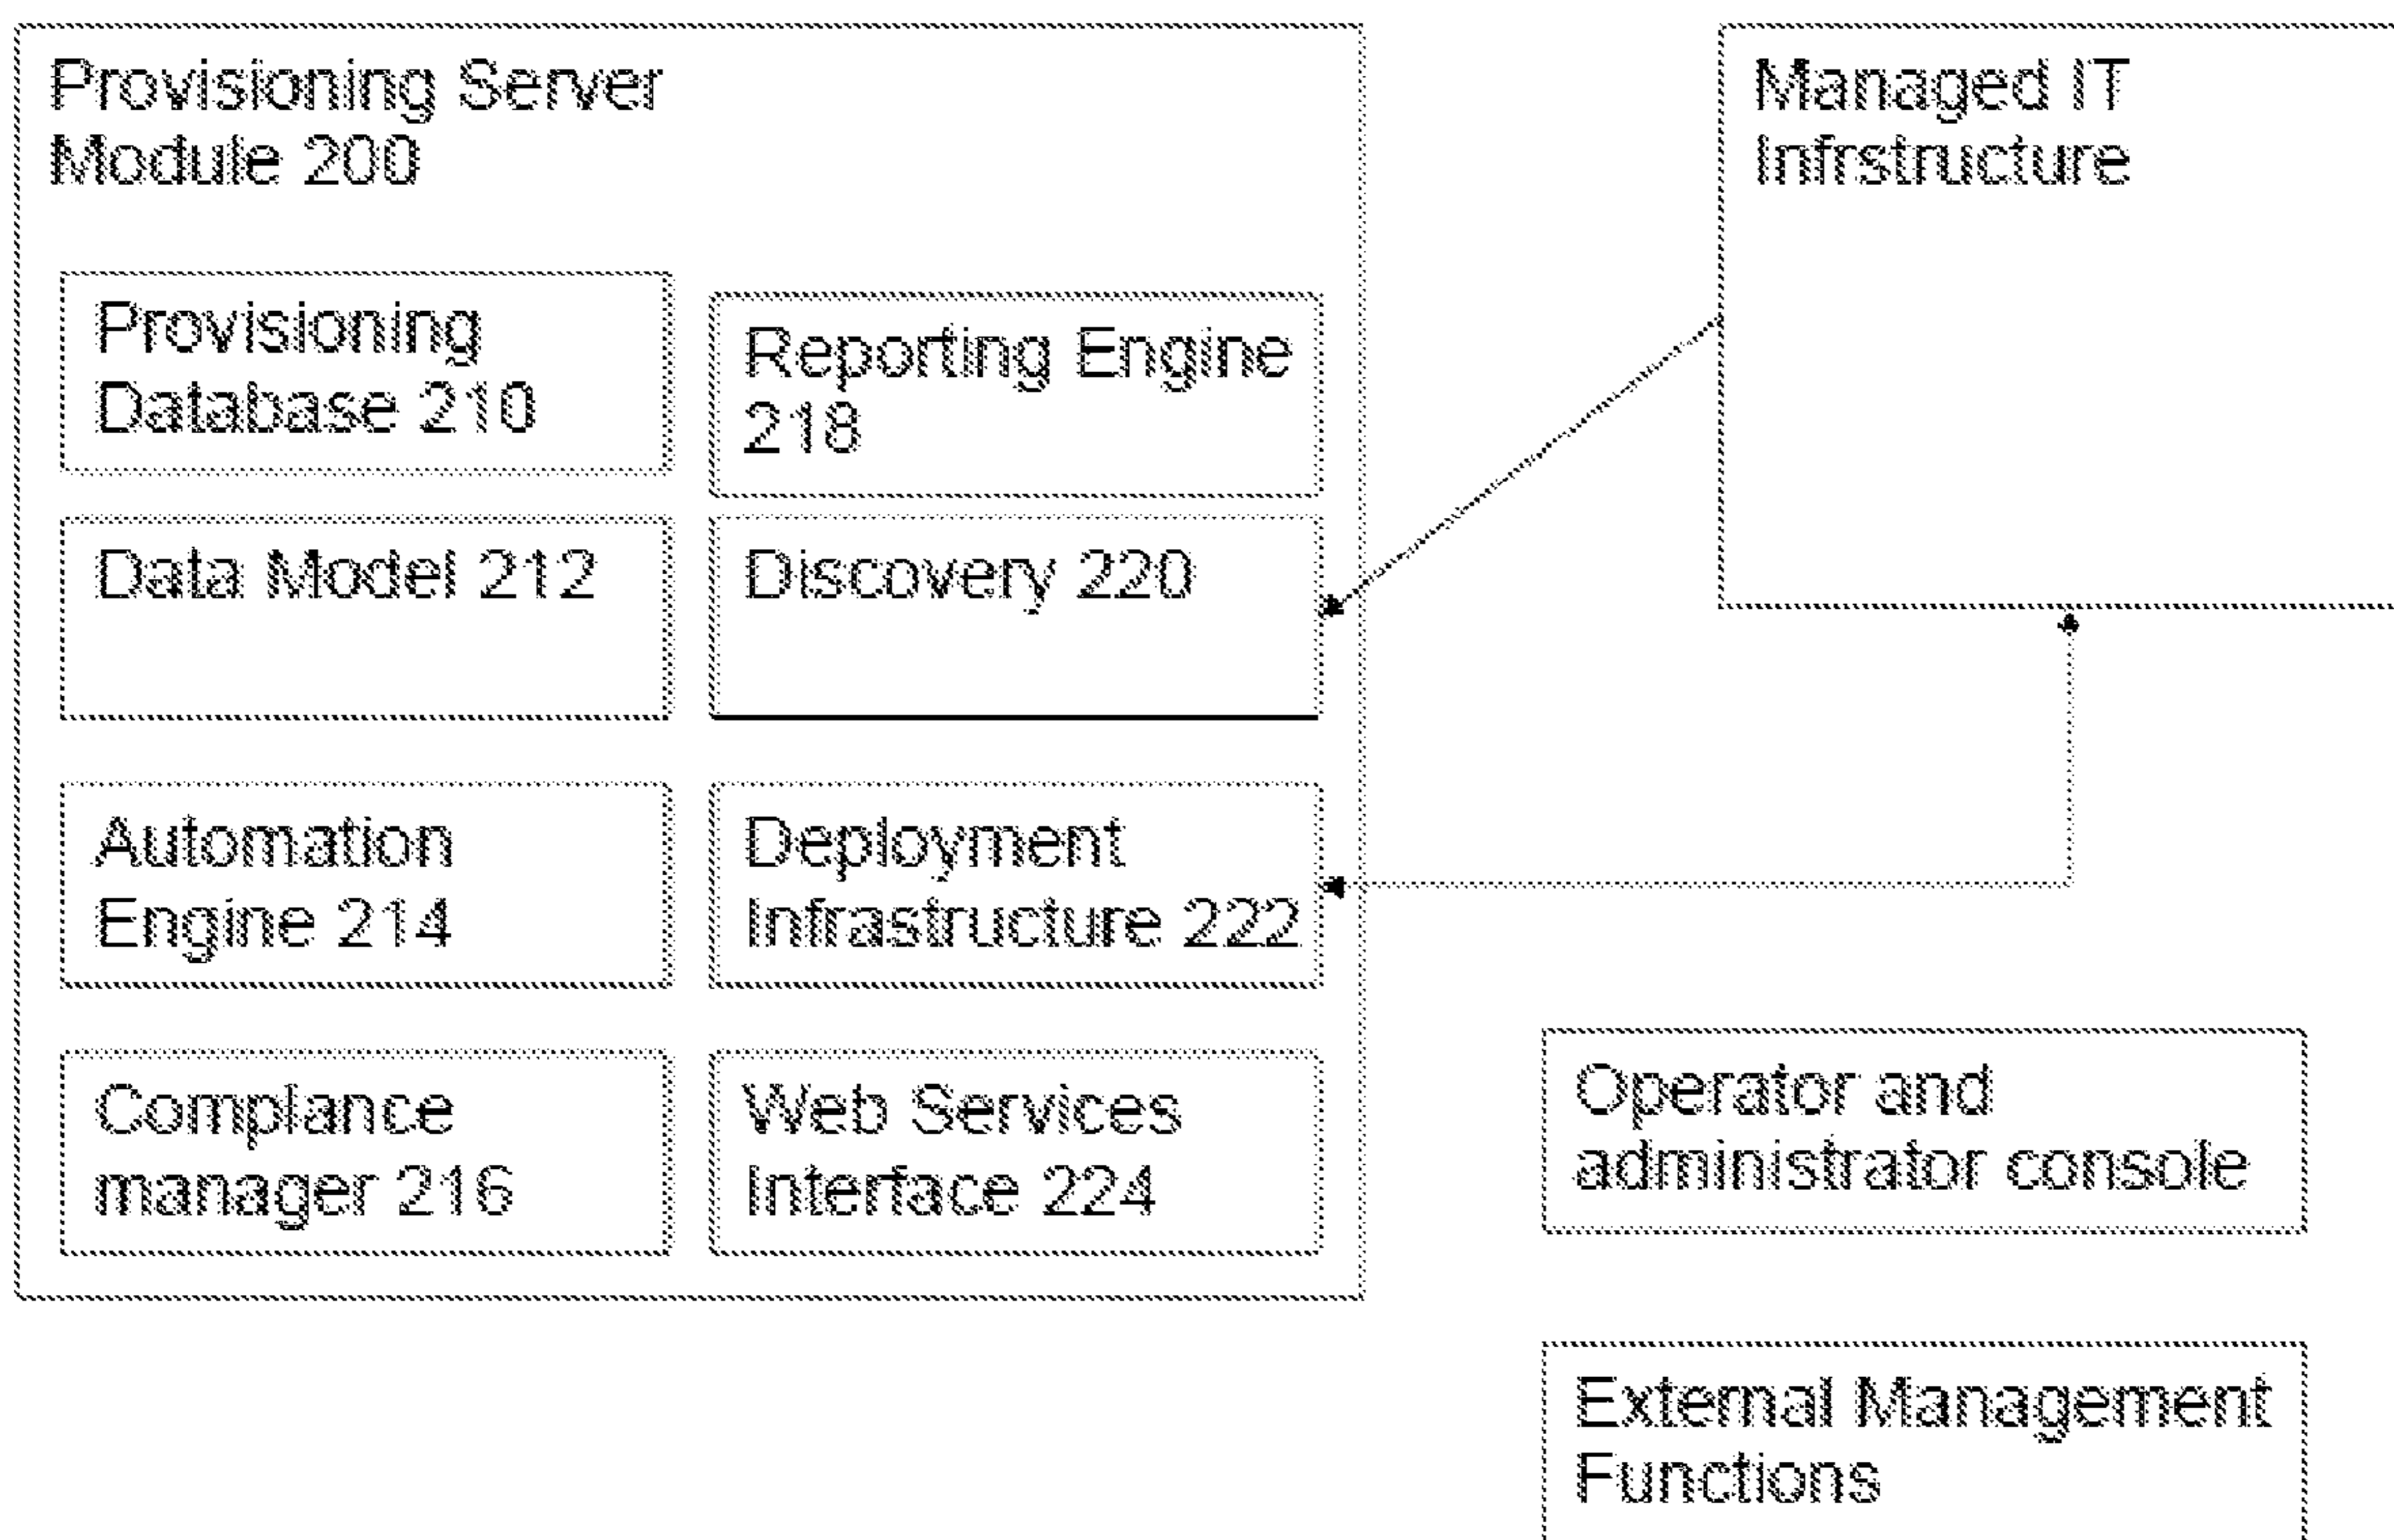 Provisioning Server
Module 200
Provisioning
Database 210
Reporting Engine
218
Data Model 212
Discovery 220
Automation
Engine 214
Deployment
Infrastructure 222
Complance
manager 216
Web Services
Interface 224
Managed IT
Infrstructure
Operator and
administrator console
External Management
Functions